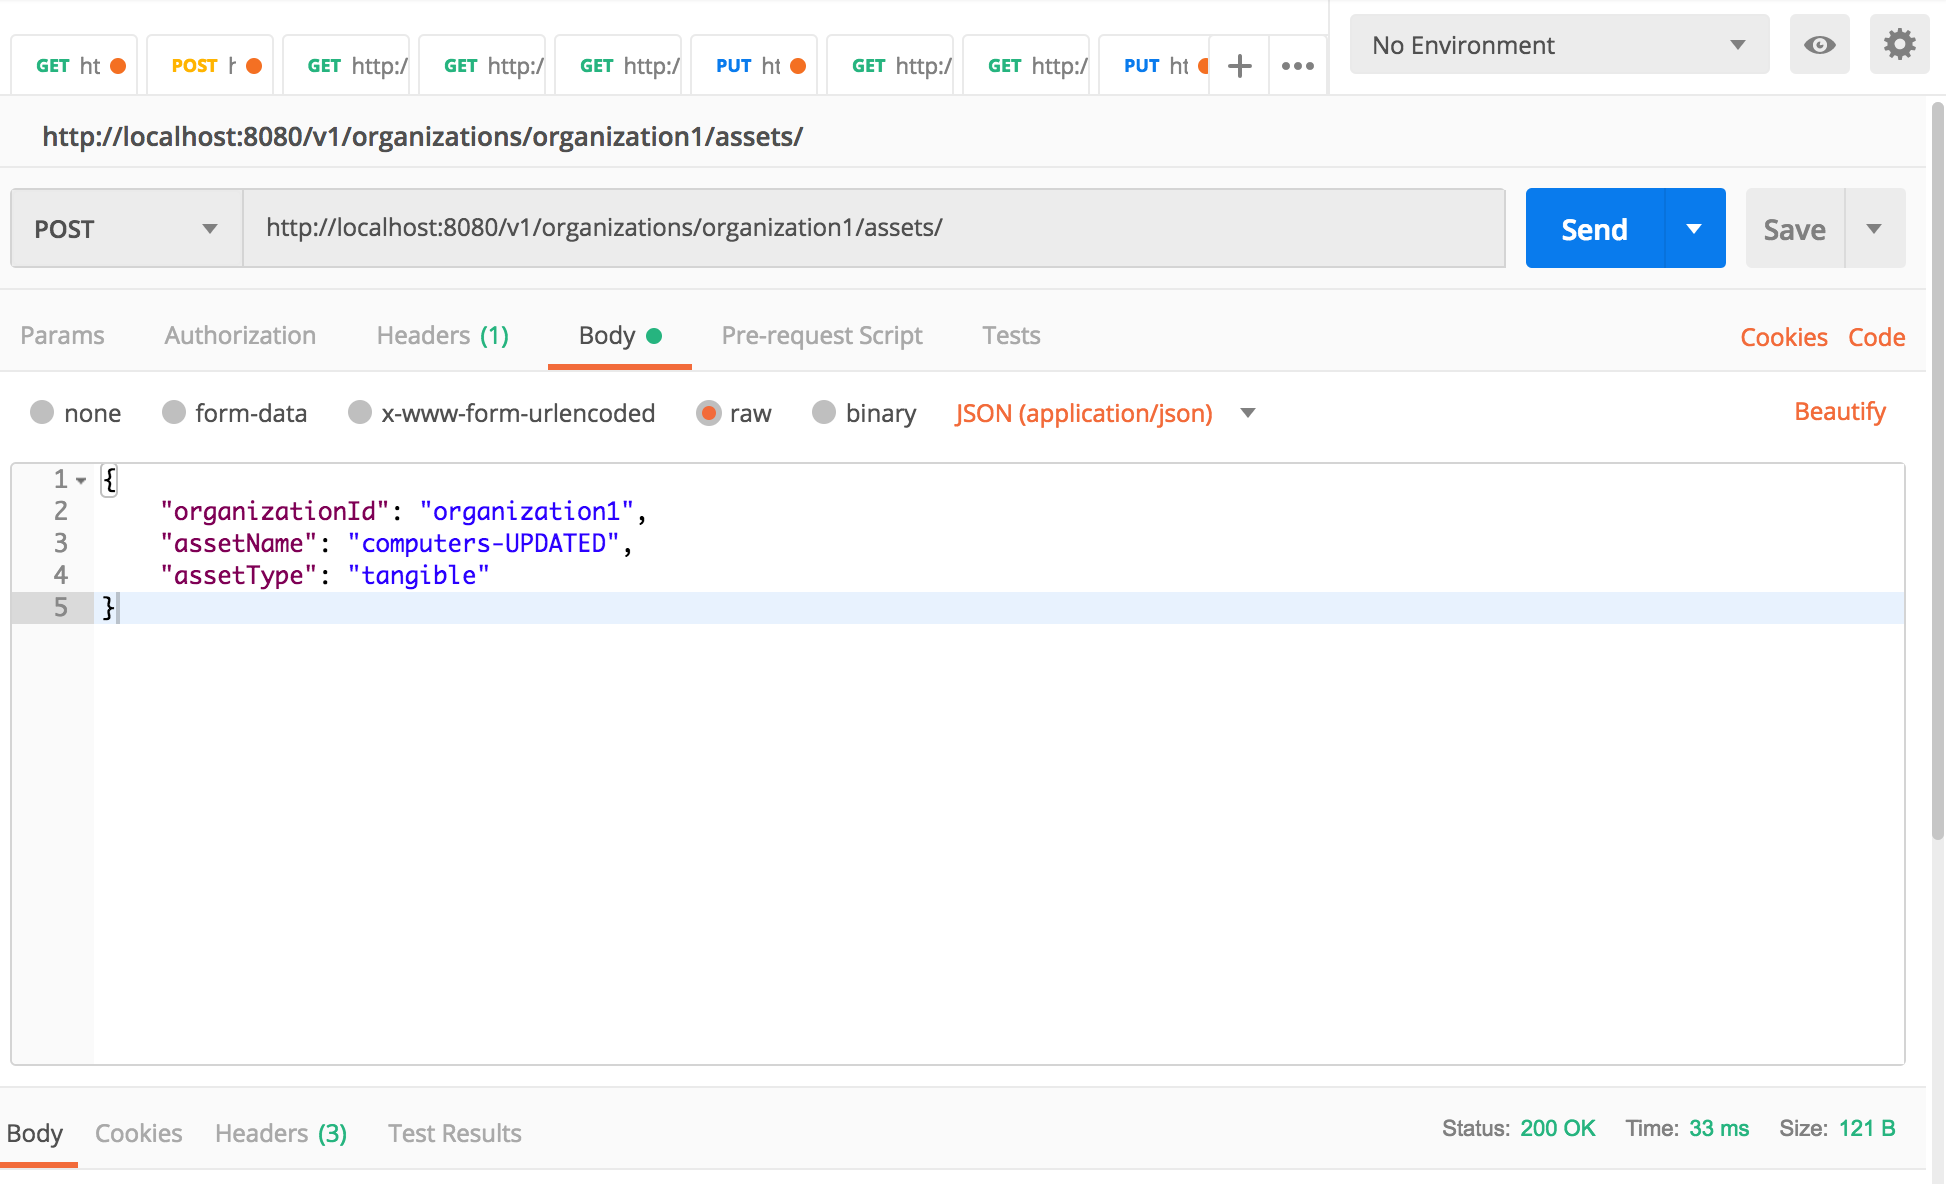 GET ht POST h GET http:/ GET http:/ GET http:/ PUT ht GET http:/ GET http:/ PUT ht + ••• No Environment
http://localhost:8080/v1/organizations/organization1/assets/
POST http://localhost:8080/v1/organizations/organization1/assets/ Send Save
Params Authorization Headers (1) Body Pre-request Script Tests Cookies Code
none form-data x-www-form-urlencoded raw binary JSON (application/json) Beautify
1 {
2 "organizationId": "organization1",
3 "assetName": "computers-UPDATED",
4 "assetType": "tangible"
5 }
Body Cookies Headers (3) Test Results Status: 200 OK Time: 33 ms Size: 121 B